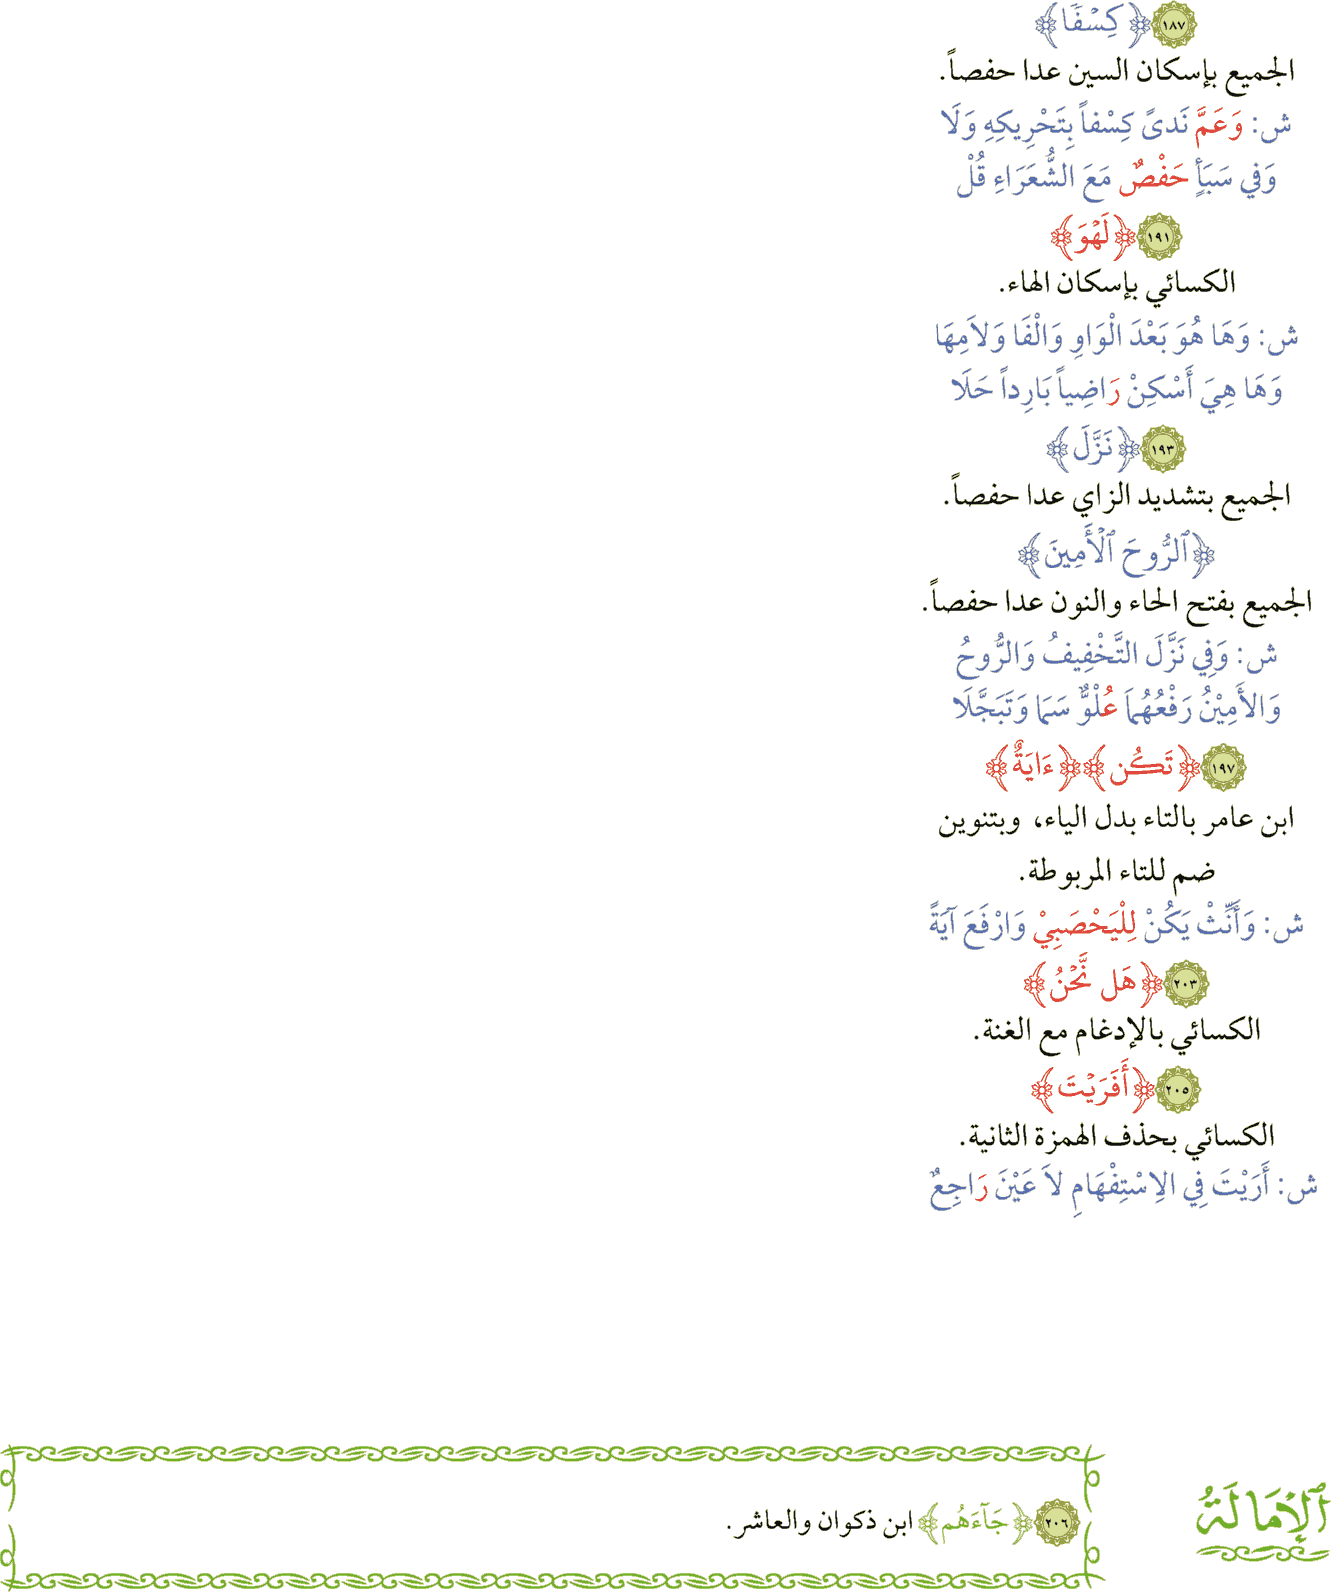 ١٨٧ ﴿كِسْفًا﴾
الجميع بإسكان السين عدا حفصاً.
ش: وَعَمَّ نَدىً كِسْفاً بِتَحْرِيكِهِ وَلَا
وَفِي سَبَأٍ حَفْصٌ مَعَ الشُّعَرَاءِ قُلْ
١٩١ ﴿لَهْوَ﴾
الكسائي بإسكان الهاء.
ش: وَهَا هُوَ بَعْدَ الْوَاوِ وَالْفَا وَلاَمِهَا
وَهَا هِيَ أَسْكِنْ رَاضِياً بَارِداً حَلَا
١٩٣ ﴿نَزَّلَ﴾
الجميع بتشديد الزاي عدا حفصاً.
﴿ٱلرُّوحَ ٱلْأَمِينَ﴾
الجميع بفتح الحاء والنون عدا حفصاً.
ش: وَفِي نَزَّلَ التَّخْفِيفُ وَالرُّوحُ
وَالأَمِيْنُ رَفْعُهُمَا عُلْوٌّ سَمَا وَتَبَجَّلَا
١٩٧ ﴿تَكُن﴾ ﴿ءَايَةٌ﴾
ابن عامر بالتاء بدل الياء، وبتنوين
ضم للتاء المربوطة.
ش: وَأَنِّثْ يَكُنْ لِلْيَحْصَبِيْ وَارْفَعَ آيَةً
٢٠٣ ﴿هَل نَّحْنُ﴾
الكسائي بالإدغام مع الغنة.
٢٠٥ ﴿أَفَرَيْتَ﴾
الكسائي بحذف الهمزة الثانية.
ش: أَرَيْتَ فِي الِاسْتِفْهَامِ لاَ عَيْنَ رَاجِعٌ
ٱلْإِمَالَةُ
٢٠٦ ﴿جَآءَهُم﴾ ابن ذكوان والعاشر.